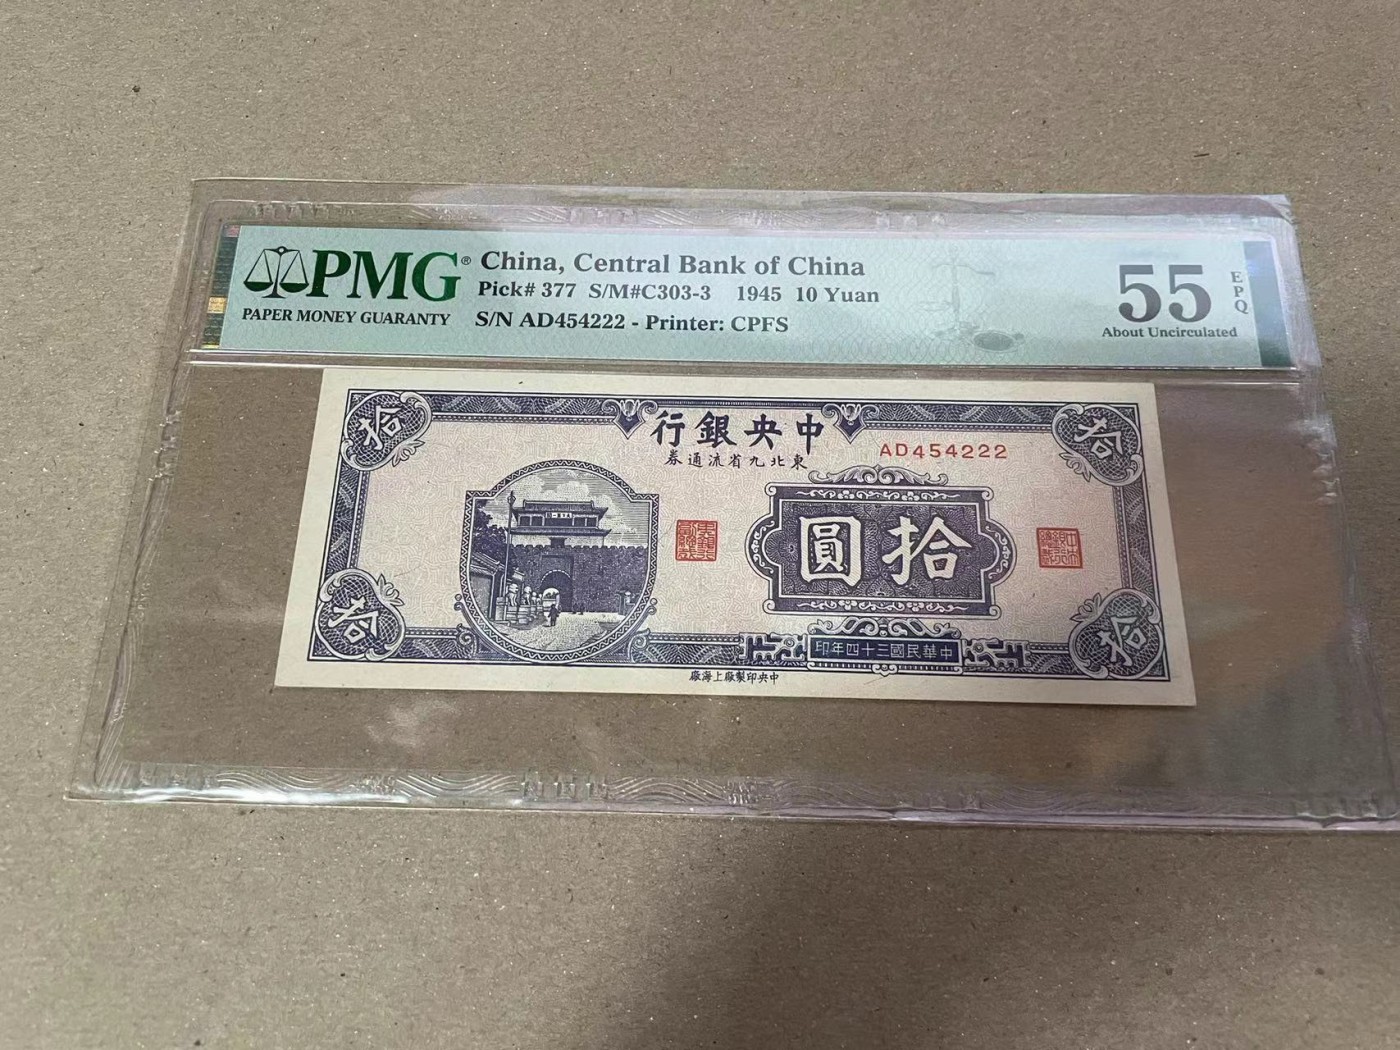 PMG®
PAPER MONEY GUARANTY
China, Central Bank of China
Pick# 377 S/M#C303-3 1945 10 Yuan
S/N AD454222 - Printer: CPFS
55
EPQ
About Uncirculated
拾
拾
中央銀行
東北九省流通券
AD454222
拾圓
拾
拾
中華民國三十四年印
中央印製廠上海廠